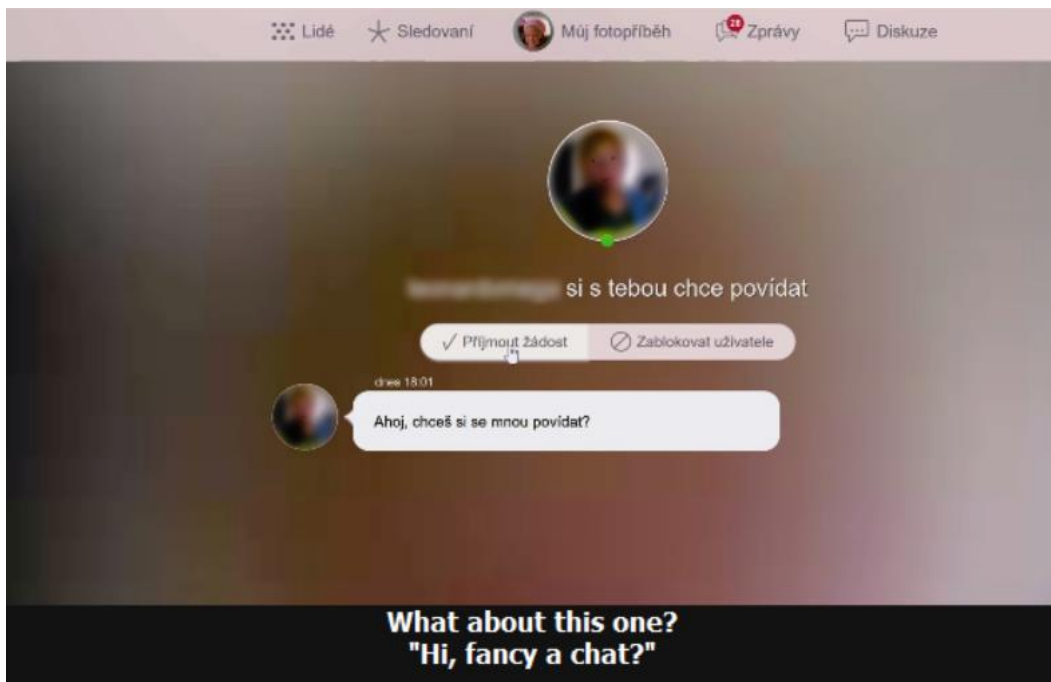 Lidé Sledovaní Můj fotopříběh 28 Zprávy Diskuze
si s tebou chce povídat
Příjmout žádost Zablokovat uživatele
dnes 18:01
Ahoj, chceš si se mnou povídat?
What about this one?
"Hi, fancy a chat?"